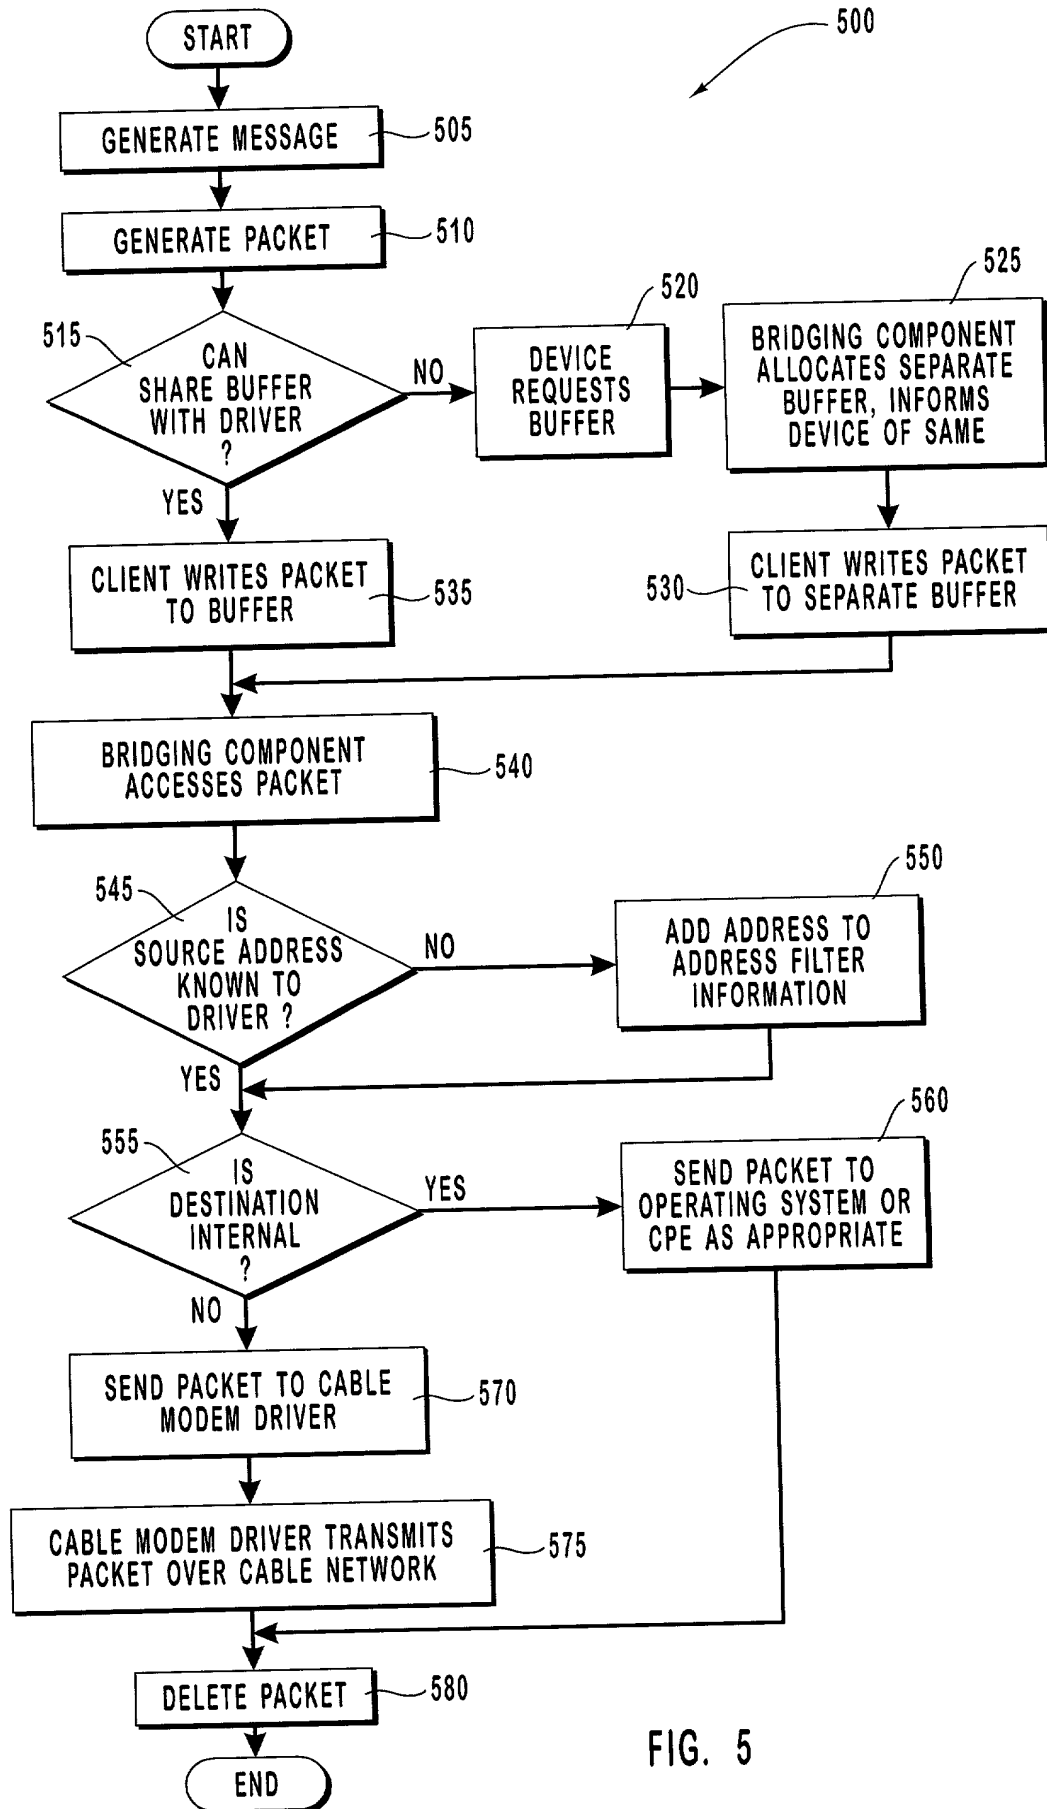 START
500
GENERATE MESSAGE
505
GENERATE PACKET
510
515
CAN
SHARE BUFFER
WITH DRIVER
?
NO
520
DEVICE
REQUESTS
BUFFER
525
BRIDGING COMPONENT
ALLOCATES SEPARATE
BUFFER, INFORMS
DEVICE OF SAME
YES
CLIENT WRITES PACKET
TO BUFFER
535
530
CLIENT WRITES PACKET
TO SEPARATE BUFFER
BRIDGING COMPONENT
ACCESSES PACKET
540
545
IS
SOURCE ADDRESS
KNOWN TO
DRIVER ?
NO
550
ADD ADDRESS TO
ADDRESS FILTER
INFORMATION
YES
555
IS
DESTINATION
INTERNAL
?
YES
560
SEND PACKET TO
OPERATING SYSTEM OR
CPE AS APPROPRIATE
NO
SEND PACKET TO CABLE
MODEM DRIVER
570
CABLE MODEM DRIVER TRANSMITS
PACKET OVER CABLE NETWORK
575
DELETE PACKET
580
END
FIG. 5